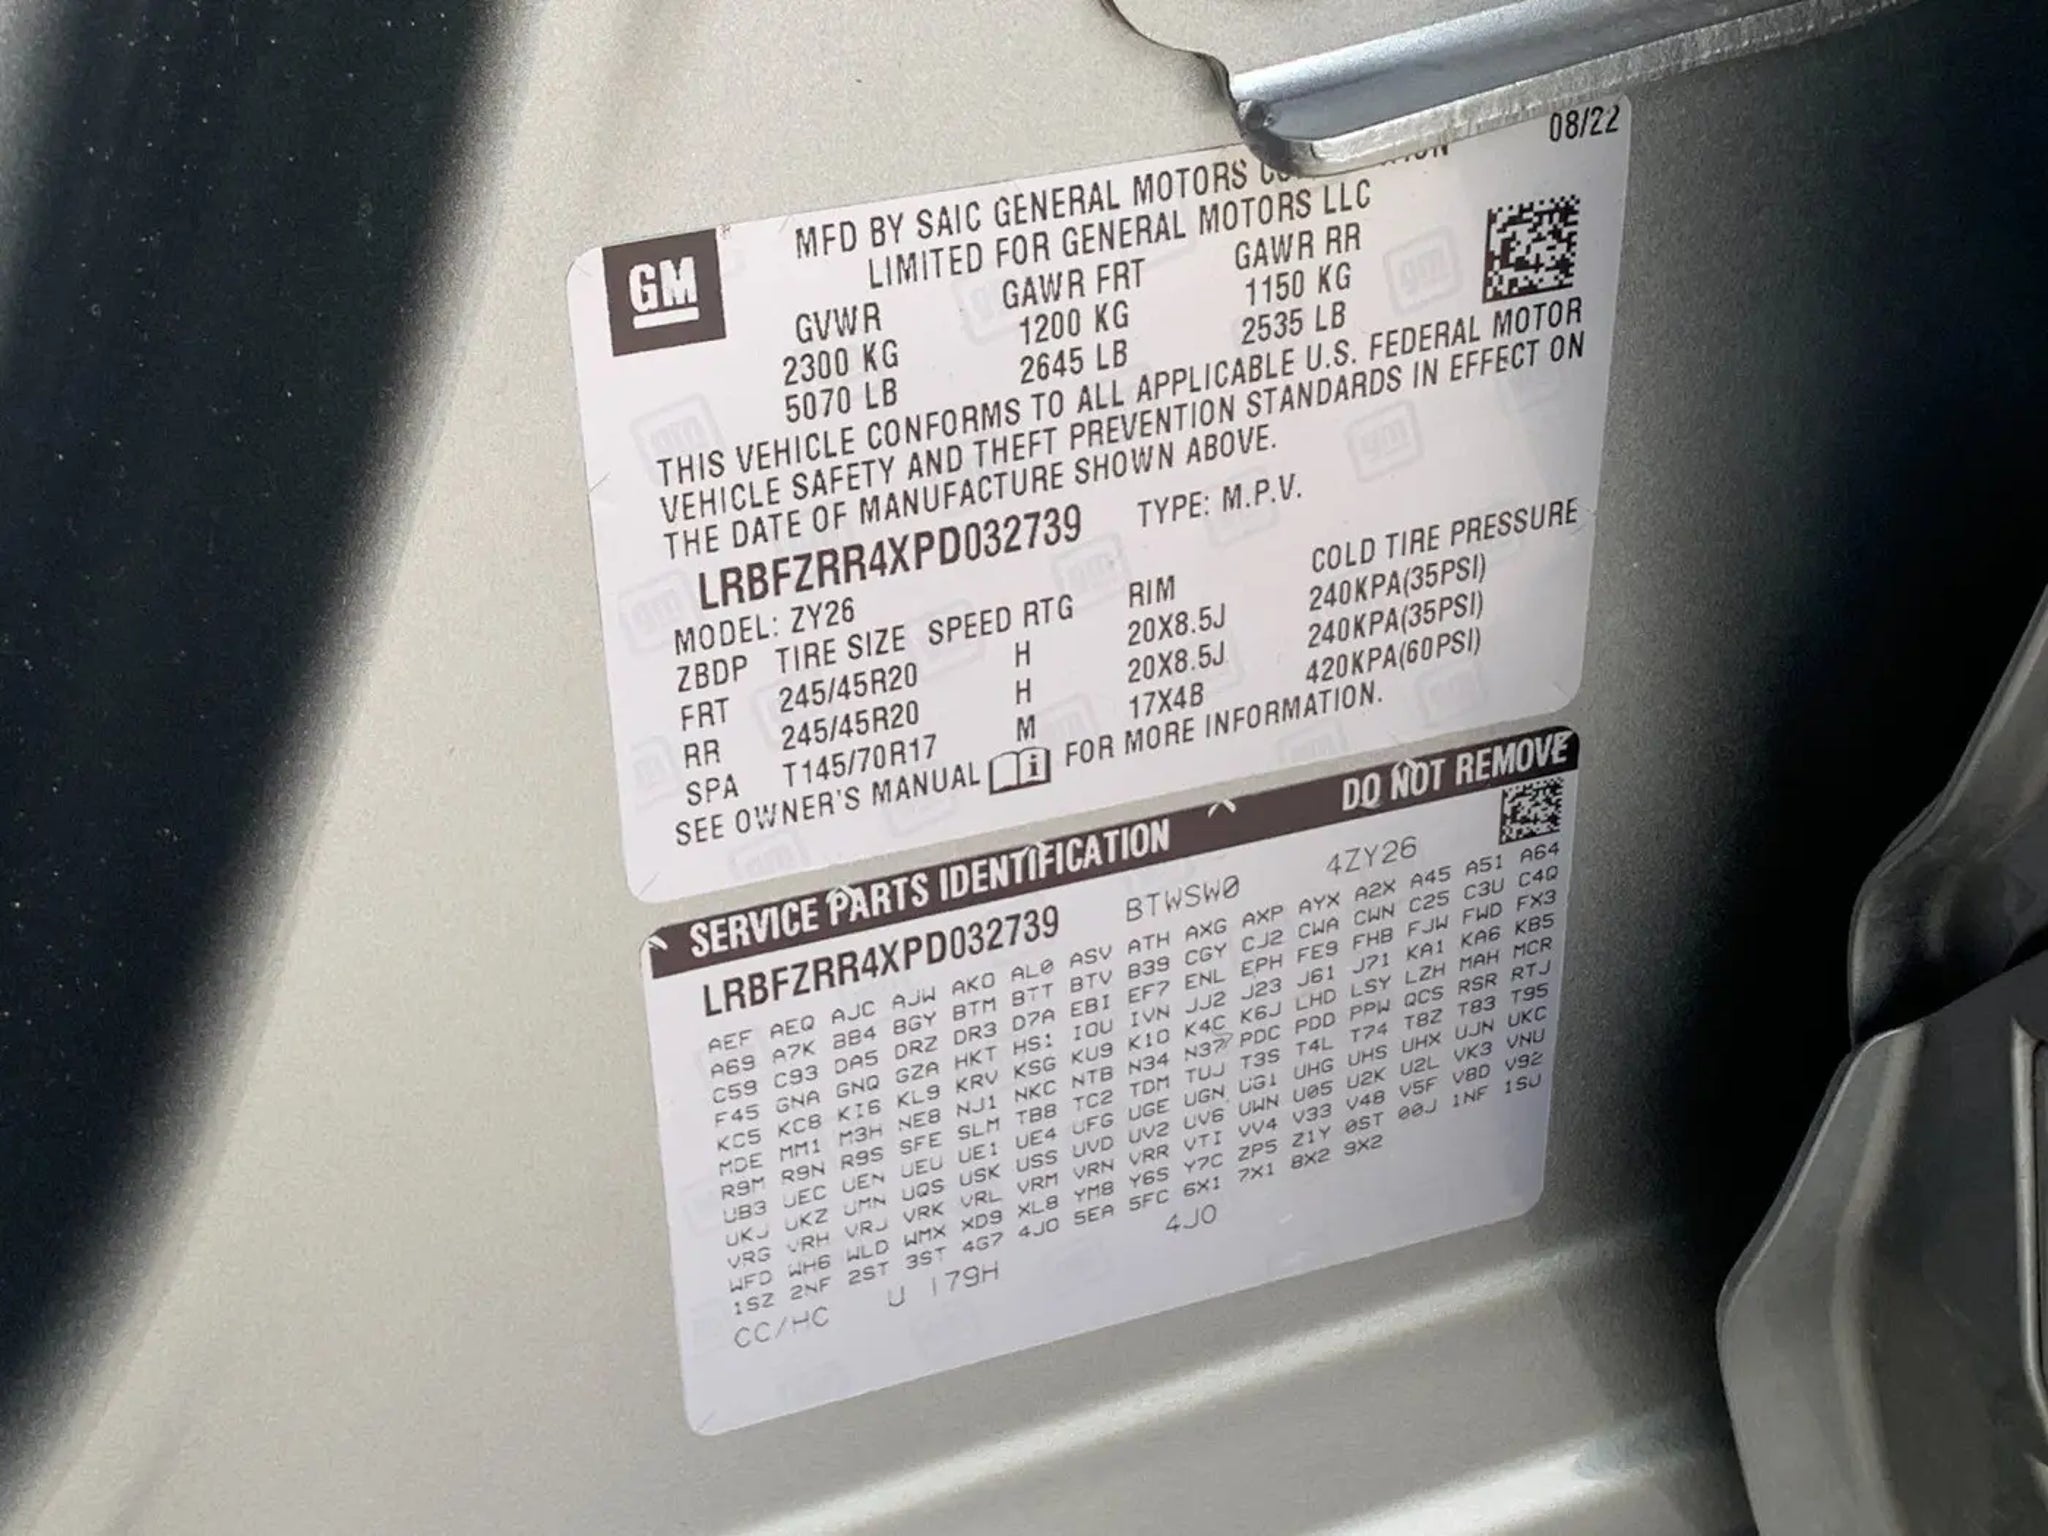 08/22
MFD BY SAIC GENERAL MOTORS
LIMITED FOR GENERAL MOTORS LLC
GM
GVWR GAWR FRT GAWR RR
2300 KG 1200 KG 1150 KG
5070 LB 2645 LB 2535 LB
THIS VEHICLE CONFORMS TO ALL APPLICABLE U.S. FEDERAL MOTOR
VEHICLE SAFETY AND THEFT PREVENTION STANDARDS IN EFFECT ON
THE DATE OF MANUFACTURE SHOWN ABOVE.
LRBFZRR4XPD032739 TYPE: M.P.V.
MODEL: ZY26
ZBDP TIRE SIZE SPEED RTG RIM COLD TIRE PRESSURE
FRT 245/45R20 H 20X8.5J 240KPA(35PSI)
RR 245/45R20 H 20X8.5J 240KPA(35PSI)
SPA T145/70R17 M 17X4B 420KPA(60PSI)
SEE OWNER'S MANUAL FOR MORE INFORMATION.
SERVICE PARTS IDENTIFICATION DO NOT REMOVE
LRBFZRR4XPD032739 BTWSW0 4ZY26
AEF AEQ AJC AJW AKO AL0 ASV ATH AXG AXP AYX A2X A45 A51 A64
A69 A7K BB4 BGY BTM BTT BTV B39 CGY CJ2 CWA CWN C25 C3U C4Q
C59 C93 DA5 DRZ DR3 D7A EBI EF7 ENL EPH FE9 FHB FJW FWD FX3
F45 GNA GNQ GZA HKT HS1 IOU IVN JJ2 J23 J61 J71 KA1 KA6 KB5
KC5 KC8 KI6 KL9 KRV KSG KU9 K10 K4C K6J LHD LSY LZH MAH MCR
MDE MM1 M3H NE8 NJ1 NKC NTB N34 N37 PDC PDD PPW QCS RSR RTJ
R9M R9N R9S SFE SLM TB8 TC2 TDM TUJ T3S T4L T74 T8Z T83 T95
UB3 UEC UEN UEU UE1 UE4 UFG UGE UGN UG1 UHG UHS UHX UJN UKC
UKJ UKZ UMN UQS USK USS UVD UV2 UV6 UWN U05 U2K U2L VK3 VNU
VRG VRH VRJ VRK VRL VRM VRN VRR VTI VV4 V33 V48 V5F V8D V92
WFD WH6 WLD WMX XD9 XL8 YM8 Y6S Y7C ZP5 Z1Y 0ST 00J 1NF 1SU
1SZ 2NF 2ST 3ST 4G7 4JO 5EA 5FC 6X1 7X1 8X2 9X2
CC/HC U 179H 4JO